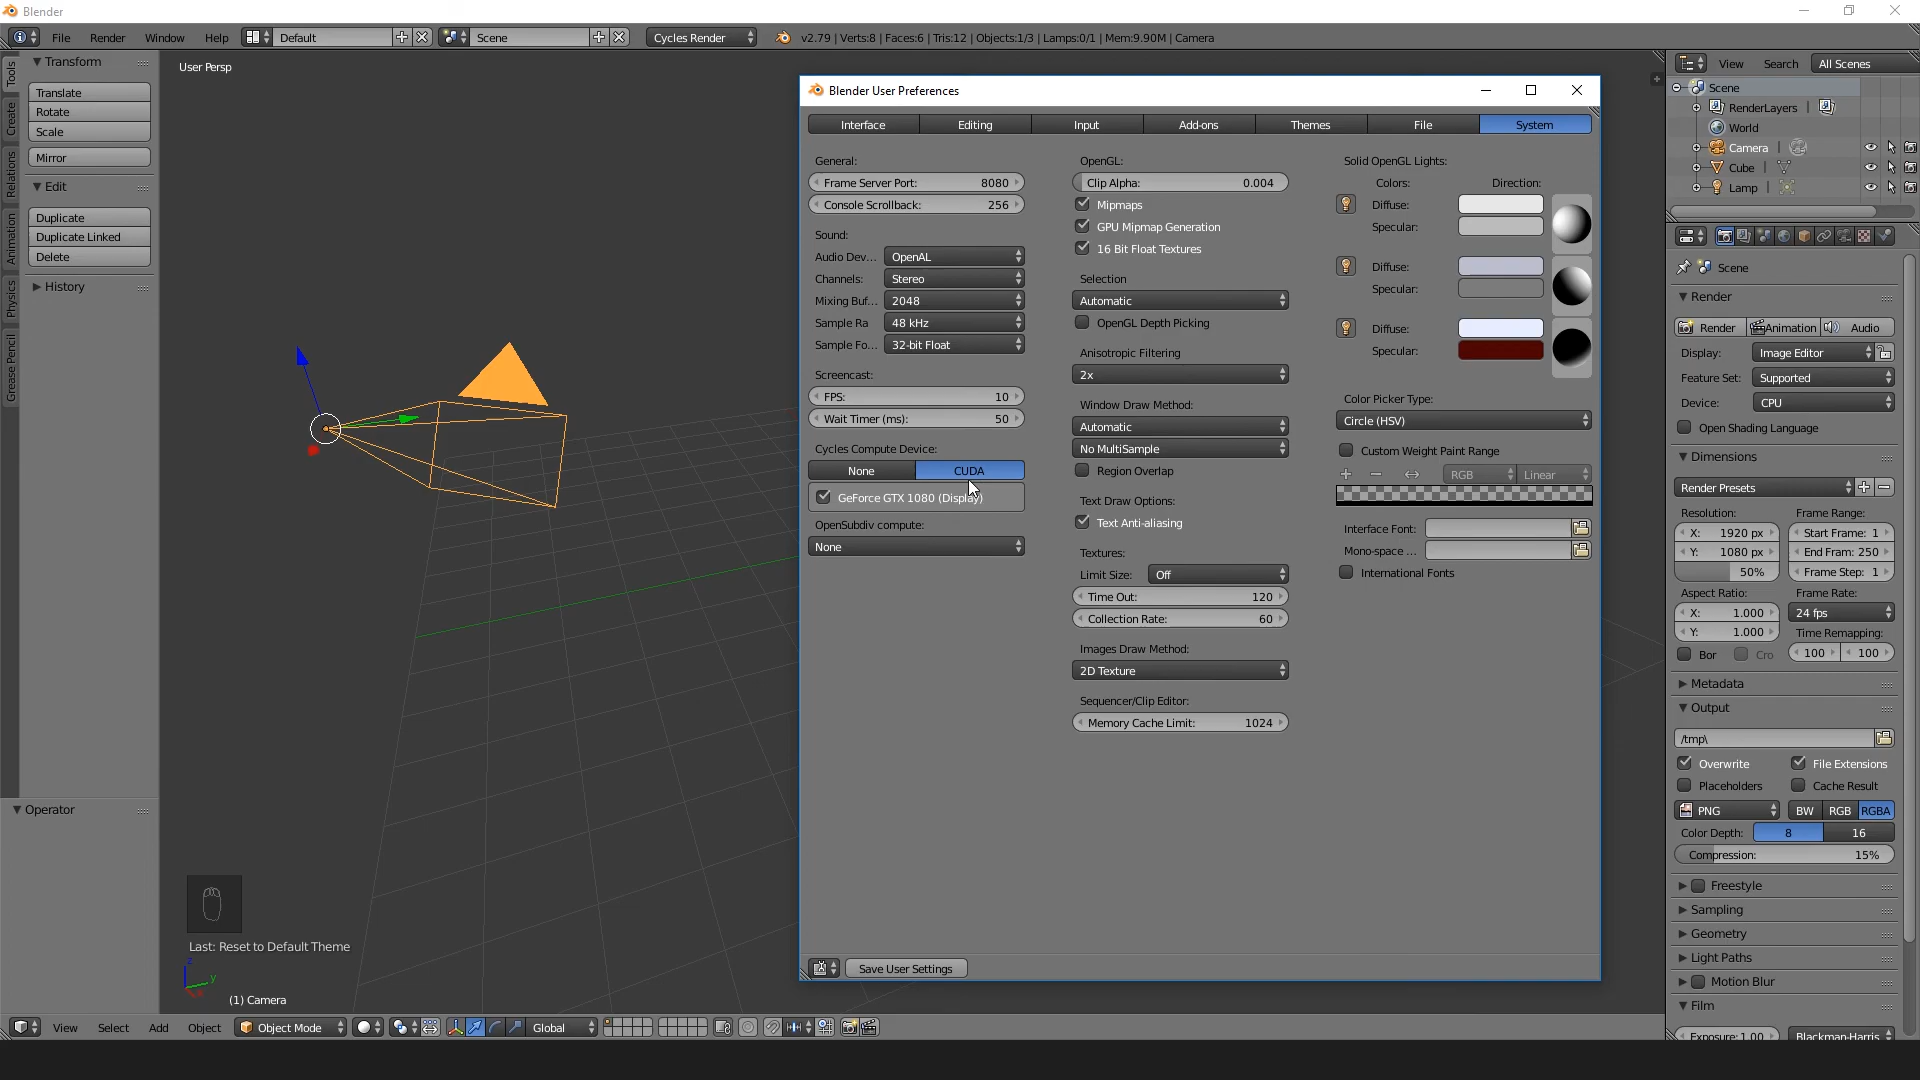 Blender
File
Render
Window
Help
Default
Scene
Cycles Render
v2.79 | Verts:8 | Faces:6 | Tris:12 | Objects:1/3 | Lamps:0/1 | Mem:9.90M | Camera
Tools
Create
Relations
Animation
Physics
Grease Pencil
Transform
Translate
Rotate
Scale
Mirror
Edit
Duplicate
Duplicate Linked
Delete
History
Operator
User Persp
Last: Reset to Default Theme
z
y
(1) Camera
View
Select
Add
Object
Object Mode
Global
Blender User Preferences
Interface
Editing
Input
Add-ons
Themes
File
System
General:
Frame Server Port: 8080
Console Scrollback: 256
Sound:
Audio Dev... OpenAL
Channels: Stereo
Mixing Buf... 2048
Sample Ra 48 kHz
Sample Fo... 32-bit Float
Screencast:
FPS: 10
Wait Timer (ms): 50
Cycles Compute Device:
None
CUDA
GeForce GTX 1080 (Display)
OpenSubdiv compute:
None
OpenGL:
Clip Alpha: 0.004
Mipmaps
GPU Mipmap Generation
16 Bit Float Textures
Selection
Automatic
OpenGL Depth Picking
Anisotropic Filtering
2x
Window Draw Method:
Automatic
No MultiSample
Region Overlap
Text Draw Options:
Text Anti-aliasing
Textures:
Limit Size: Off
Time Out: 120
Collection Rate: 60
Images Draw Method:
2D Texture
Sequencer/Clip Editor:
Memory Cache Limit: 1024
Solid OpenGL Lights:
Colors: Direction:
Diffuse:
Specular:
Diffuse:
Specular:
Diffuse:
Specular:
Color Picker Type:
Circle (HSV)
Custom Weight Paint Range
RGB
Linear
Interface Font:
Mono-space ...
International Fonts
Save User Settings
View
Search
All Scenes
Scene
RenderLayers
World
Camera
Cube
Lamp
Scene
Render
Render
Animation
Audio
Display: Image Editor
Feature Set: Supported
Device: CPU
Open Shading Language
Dimensions
Render Presets
Resolution: Frame Range:
X: 1920 px Start Frame: 1
Y: 1080 px End Fram: 250
50% Frame Step: 1
Aspect Ratio: Frame Rate:
X: 1.000 24 fps
Y: 1.000 Time Remapping:
Bor Cro 100 100
Metadata
Output
/tmp\
Overwrite File Extensions
Placeholders Cache Result
PNG BW RGB RGBA
Color Depth: 8 16
Compression: 15%
Freestyle
Sampling
Geometry
Light Paths
Motion Blur
Film
Exposure: 1.00 Blackman-Harris